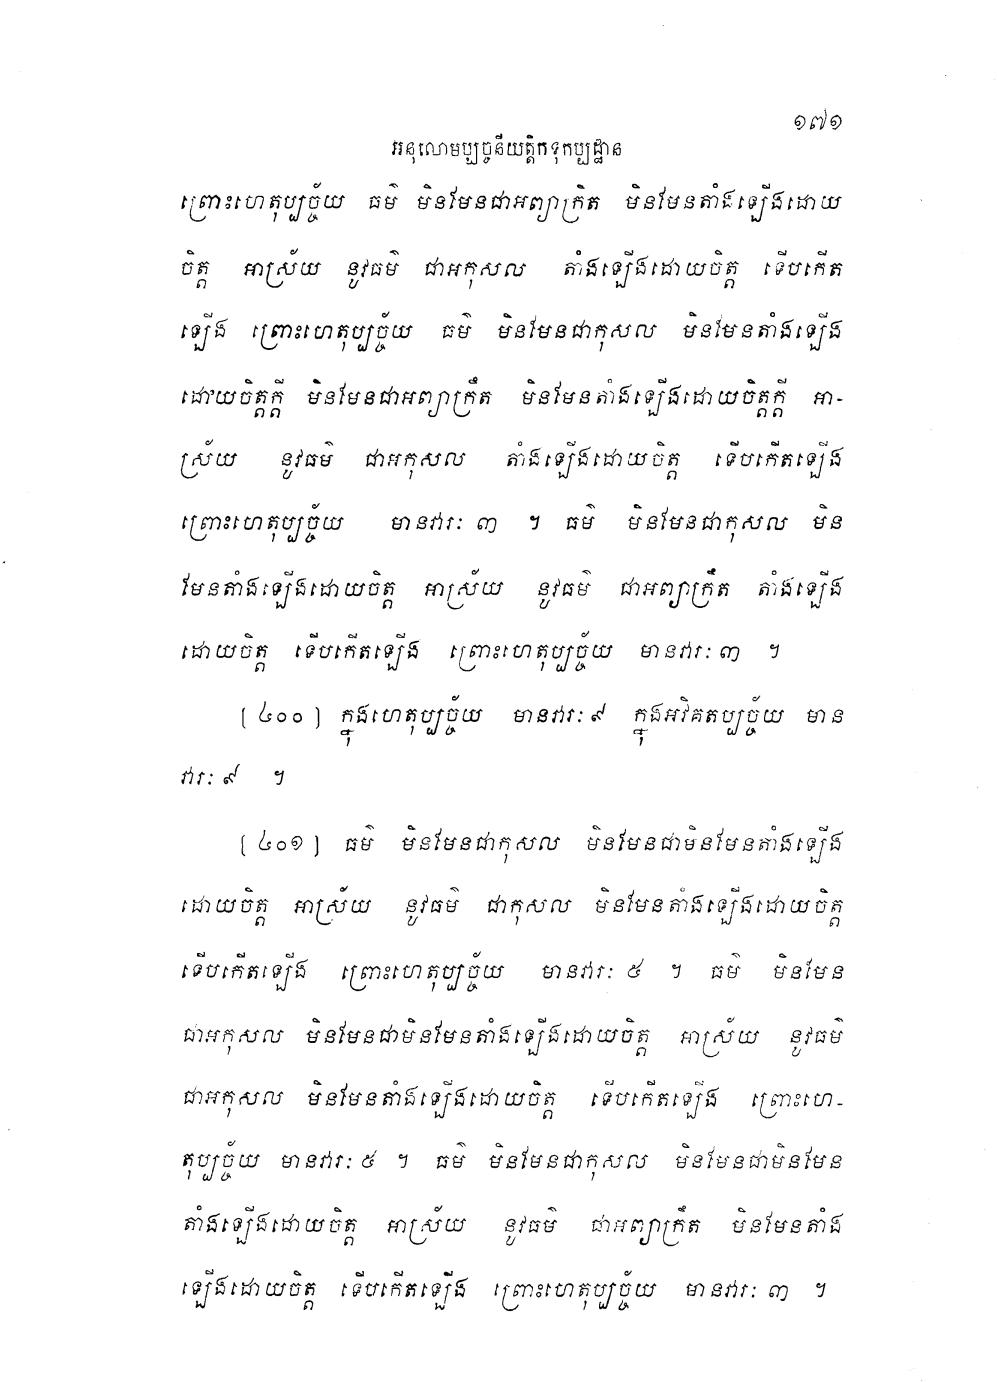 ១៧១
អនុលោមប្បច្ចនីយត្តិកទុកប្បដ្ឋាន
ព្រោះហេតុប្បច្ច័យ ធម៌ មិនមែនជាអព្យាក្រឹត មិនមែនតាំងឡើងដោយ
ចិត្ត អាស្រ័យ នូវធម៌ ជាអកុសល តាំងឡើងដោយចិត្ត ទើបកើត
ឡើង ព្រោះហេតុប្បច្ច័យ ធម៌ មិនមែនជាកុសល មិនមែនតាំងឡើង
ដោយចិត្តក្តី មិនមែនជាអព្យាក្រឹត មិនមែនតាំងឡើងដោយចិត្តក្តី អា-
ស្រ័យ នូវធម៌ ជាអកុសល តាំងឡើងដោយចិត្ត ទើបកើតឡើង
ព្រោះហេតុប្បច្ច័យ មានវារៈ ៣ ។ ធម៌ មិនមែនជាកុសល មិន
មែនតាំងឡើងដោយចិត្ត អាស្រ័យ នូវធម៌ ជាអព្យាក្រឹត តាំងឡើង
ដោយចិត្ត ទើបកើតឡើង ព្រោះហេតុប្បច្ច័យ មានវារៈ ៣ ។
[ ៤០០ ] ក្នុងហេតុប្បច្ច័យ មានវារៈ ៩ ក្នុងអវិគតប្បច្ច័យ មាន
វារៈ ៩ ។
[ ៤០១ ] ធម៌ មិនមែនជាកុសល មិនមែនជាមិនមែនតាំងឡើង
ដោយចិត្ត អាស្រ័យ នូវធម៌ ជាកុសល មិនមែនតាំងឡើងដោយចិត្ត
ទើបកើតឡើង ព្រោះហេតុប្បច្ច័យ មានវារៈ ៥ ។ ធម៌ មិនមែន
ជាអកុសល មិនមែនជាមិនមែនតាំងឡើងដោយចិត្ត អាស្រ័យ នូវធម៌
ជាអកុសល មិនមែនតាំងឡើងដោយចិត្ត ទើបកើតឡើង ព្រោះហេ-
តុប្បច្ច័យ មានវារៈ ៥ ។ ធម៌ មិនមែនជាកុសល មិនមែនជាមិនមែន
តាំងឡើងដោយចិត្ត អាស្រ័យ នូវធម៌ ជាអព្យាក្រឹត មិនមែនតាំង
ឡើងដោយចិត្ត ទើបកើតឡើង ព្រោះហេតុប្បច្ច័យ មានវារៈ ៣ ។